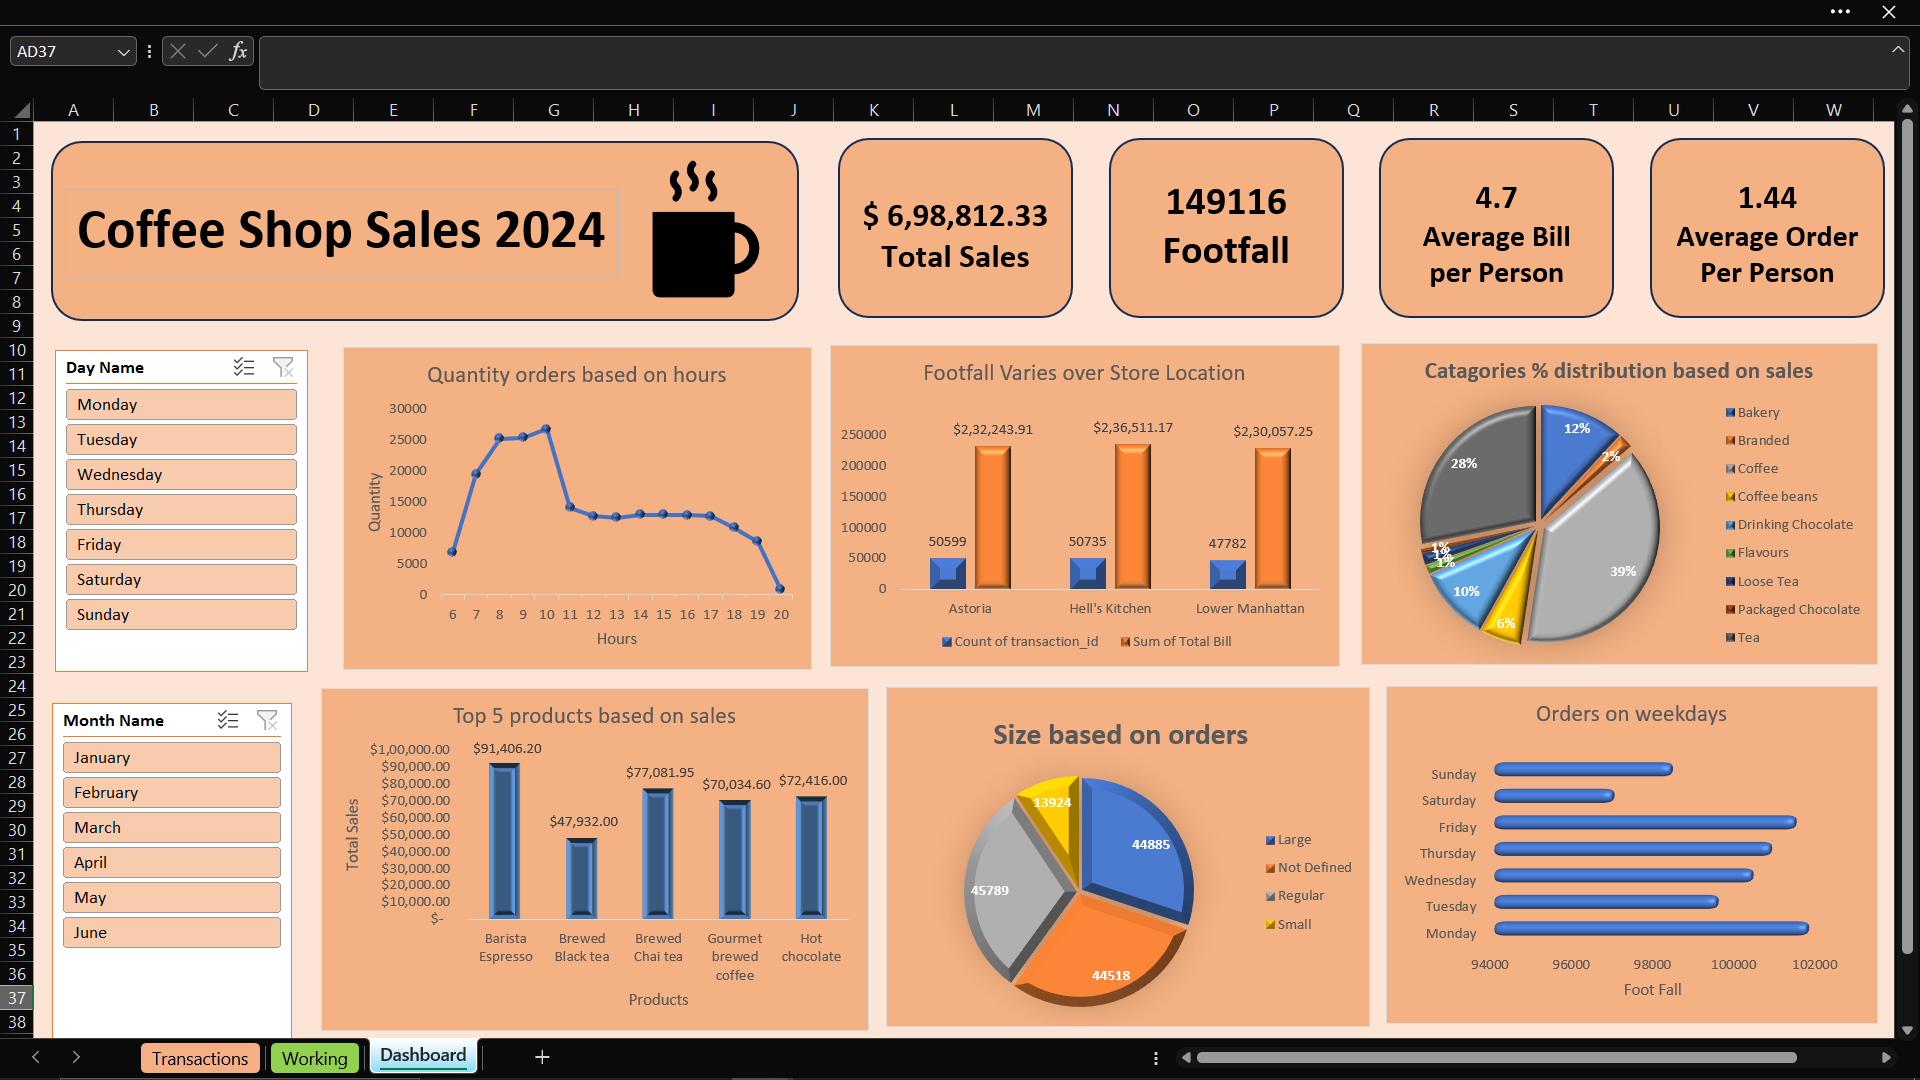 AD37
fx
A B C D E F G H I J K L M N O P Q R S T U V W
1
2
3
4
5
6
7
8
9
10
11
12
13
14
15
16
17
18
19
20
21
22
23
24
25
26
27
28
29
30
31
32
33
34
35
36
37
38
Coffee Shop Sales 2024
$ 6,98,812.33
Total Sales
149116
Footfall
4.7
Average Bill
per Person
1.44
Average Order
Per Person
Day Name
Monday
Tuesday
Wednesday
Thursday
Friday
Saturday
Sunday
Quantity orders based on hours
30000
25000
20000
15000
10000
5000
0
Quantity
6 7 8 9 10 11 12 13 14 15 16 17 18 19 20
Hours
Footfall Varies over Store Location
250000
200000
150000
100000
50000
0
$2,32,243.91
$2,36,511.17
$2,30,057.25
50599
50735
47782
Astoria
Hell's Kitchen
Lower Manhattan
Count of transaction_id
Sum of Total Bill
Catagories % distribution based on sales
12%
2%
39%
6%
10%
1%
1%
1%
28%
Bakery
Branded
Coffee
Coffee beans
Drinking Chocolate
Flavours
Loose Tea
Packaged Chocolate
Tea
Month Name
January
February
March
April
May
June
Top 5 products based on sales
$1,00,000.00
$90,000.00
$80,000.00
$70,000.00
$60,000.00
$50,000.00
$40,000.00
$30,000.00
$20,000.00
$10,000.00
$-
Total Sales
$91,406.20
$47,932.00
$77,081.95
$70,034.60
$72,416.00
Barista
Espresso
Brewed
Black tea
Brewed
Chai tea
Gourmet
brewed
coffee
Hot
chocolate
Products
Size based on orders
13924
44885
45789
44518
Large
Not Defined
Regular
Small
Orders on weekdays
Sunday
Saturday
Friday
Thursday
Wednesday
Tuesday
Monday
94000 96000 98000 100000 102000
Foot Fall
Transactions
Working
Dashboard